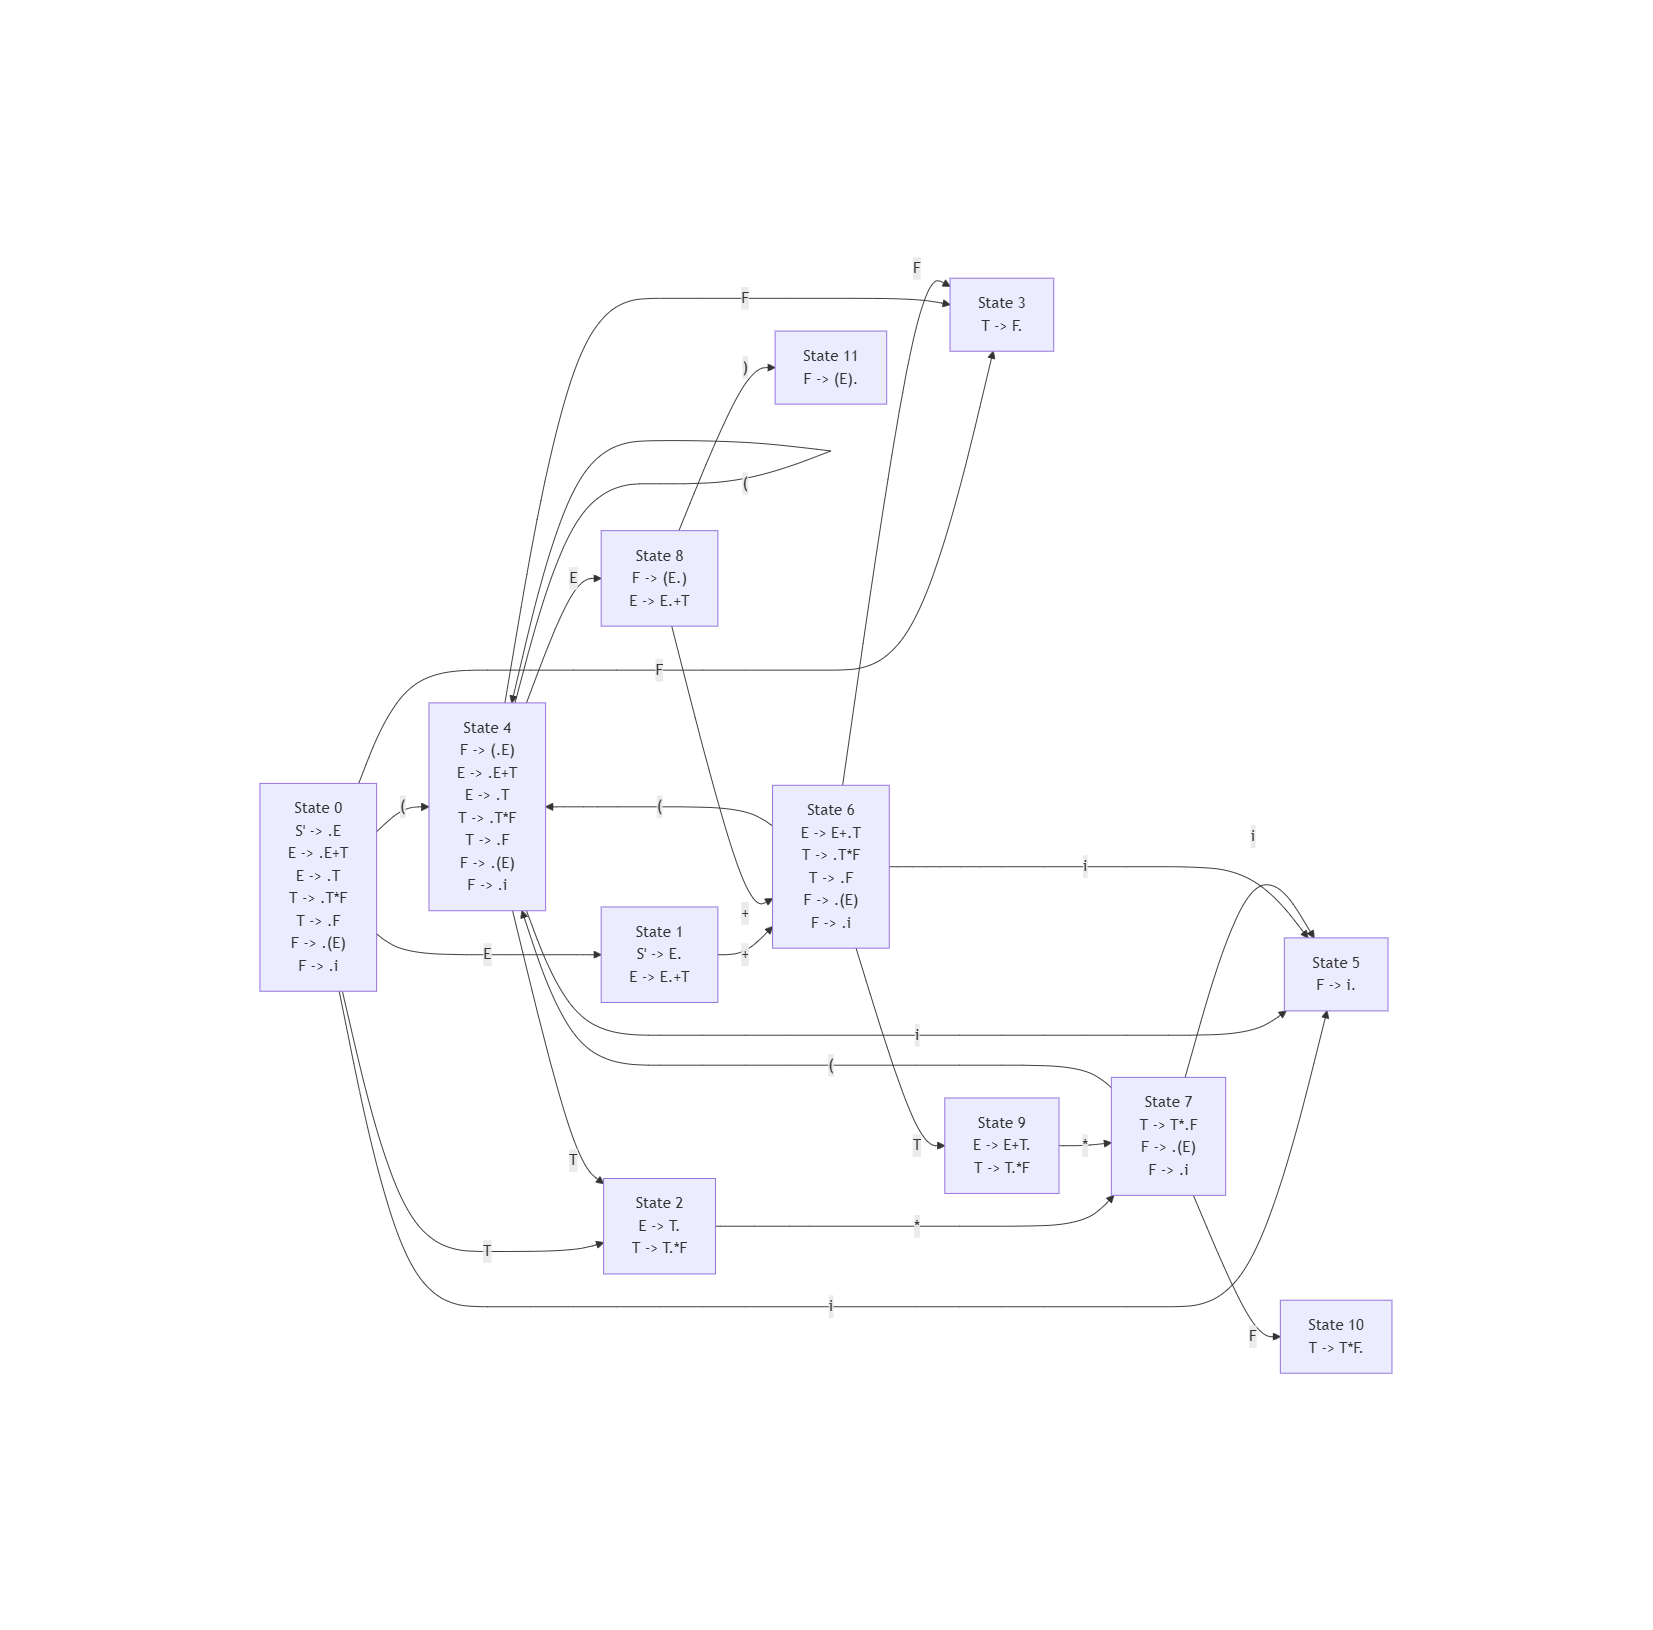 F
State 3
T -> F.
F
State 11
F -> (E).
)
(
State 8
F -> (E.)
E -> E.+T
E
F
State 4
F -> (.E)
E -> .E+T
E -> .T
T -> .T*F
T -> .F
F -> .(E)
F -> .i
State 0
S' -> .E
E -> .E+T
E -> .T
T -> .T*F
T -> .F
F -> .(E)
F -> .i
(
(
State 6
E -> E+.T
T -> .T*F
T -> .F
F -> .(E)
F -> .i
i
i
+
State 1
S' -> E.
E -> E.+T
E
+
State 5
F -> i.
i
(
State 7
T -> T*.F
F -> .(E)
F -> .i
State 9
E -> E+T.
T -> T.*F
T
*
T
State 2
E -> T.
T -> T.*F
*
T
i
F
State 10
T -> T*F.